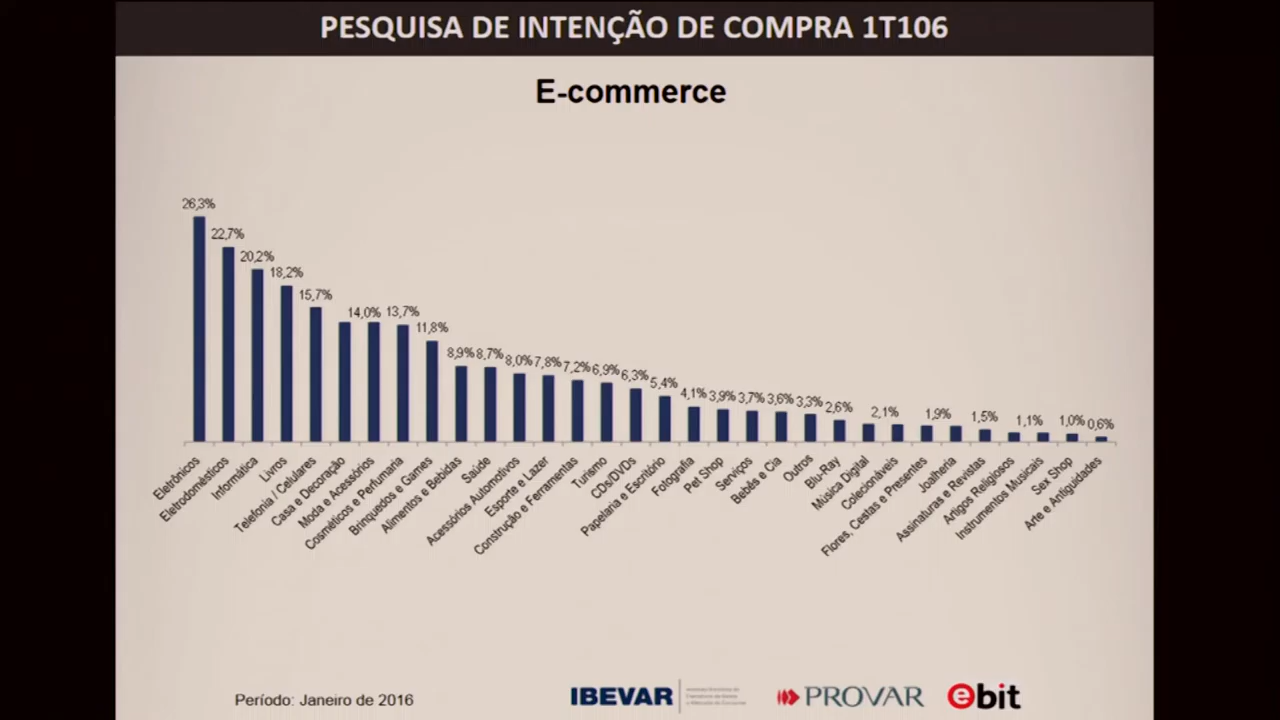 PESQUISA DE INTENÇÃO DE COMPRA 1T106
E-commerce
26,3%
22,7%
20,2%
18,2%
15,7%
14,0%
13,7%
11,8%
8,9%
8,7%
8,0%
7,8%
7,2%
6,9%
6,3%
5,4%
4,1%
3,9%
3,7%
3,6%
3,3%
2,6%
2,1%
1,9%
1,5%
1,1%
1,0%
0,6%
Eletrônicos
Eletrodomésticos
Informática
Livros
Telefonia / Celulares
Casa e Decoração
Moda e Acessórios
Cosméticos e Perfumaria
Brinquedos e Games
Alimentos e Bebidas
Saúde
Acessórios Automotivos
Esporte e Lazer
Construção e Ferramentas
Turismo
CDs/DVDs
Papelaria e Escritório
Fotografia
Pet Shop
Serviços
Bebês e Cia
Outros
Blu-Ray
Música Digital
Colecionáveis
Flores, Cestas e Presentes
Joalheria
Assinaturas e Revistas
Artigos Religiosos
Instrumentos Musicais
Sex Shop
Arte e Antiguidades
Período: Janeiro de 2016
IBEVAR
PROVAR
ebit